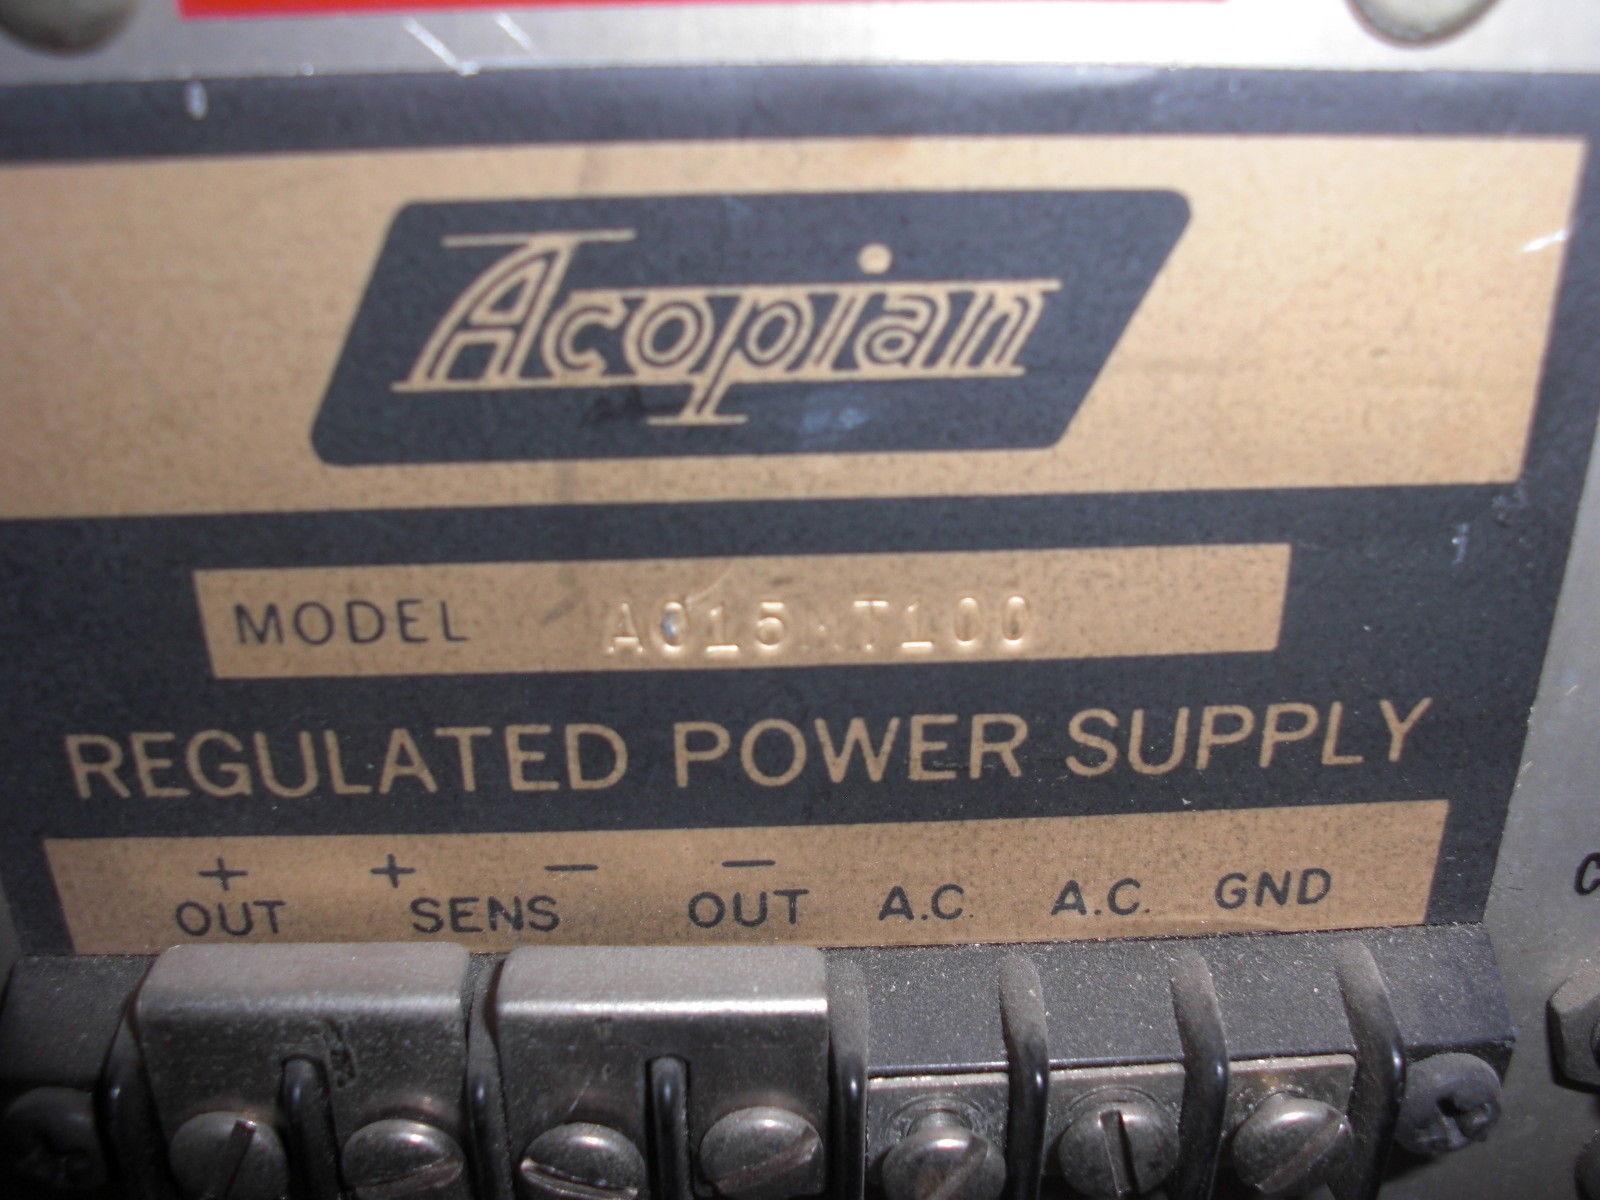 Acopian
MODEL
REGULATED POWER SUPPLY
+ + − −
OUT SENS OUT A.C. A.C. GND